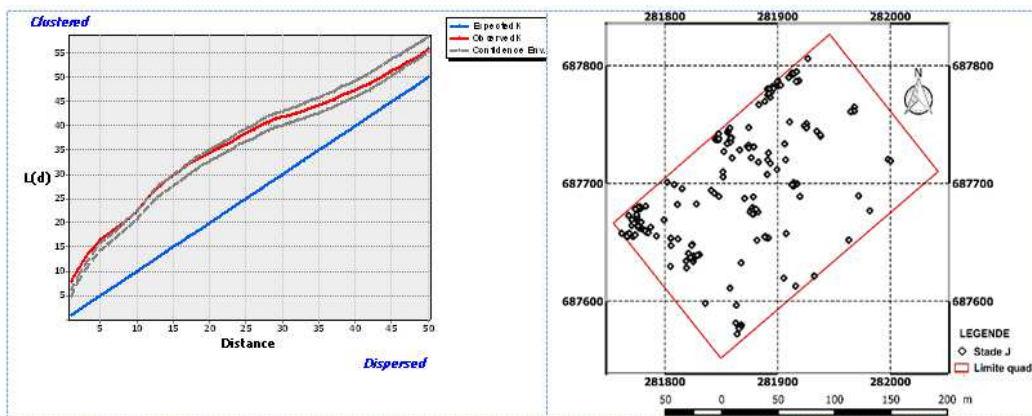 Clustered
Expected K
Observed K
Confidence Env.
55
50
45
40
35
30
25
20
15
10
5
L(d)
5 10 15 20 25 30 35 40 45 50
Distance
Dispersed
281800 281900 282000
687800 687800
N
687700 687700
687600 687600
LEGENDE
Stade J
Limite quad
281800 281900 282000
50 0 50 100 150 200 m